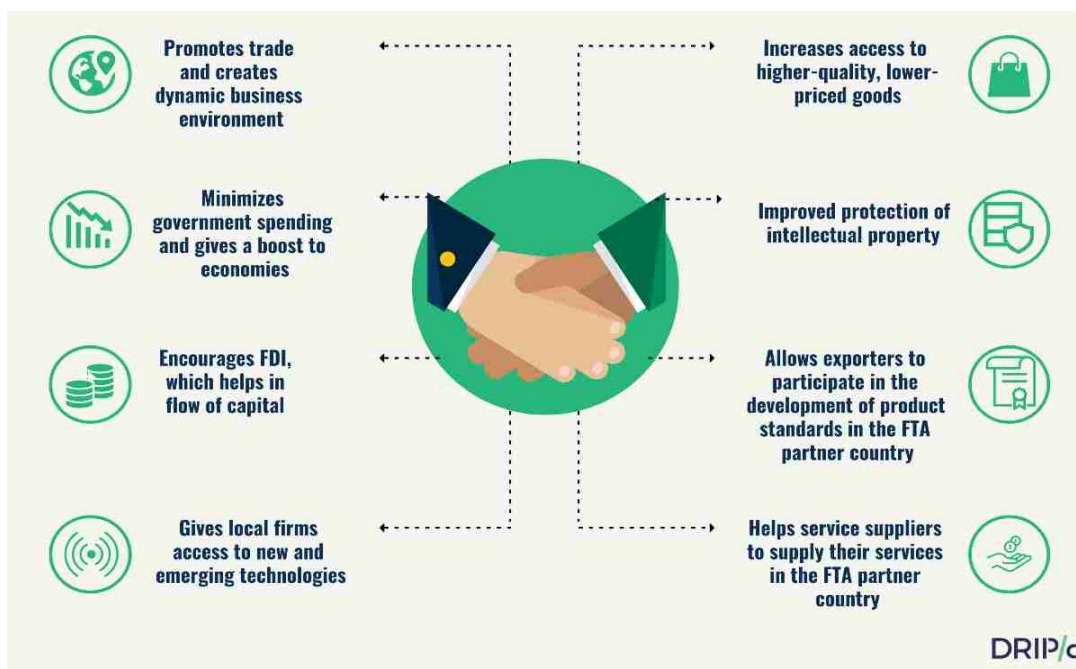 Promotes trade
and creates
dynamic business
environment
Minimizes
government spending
and gives a boost to
economies
Encourages FDI,
which helps in
flow of capital
Gives local firms
access to new and
emerging technologies
Increases access to
higher-quality, lower-
priced goods
Improved protection of
intellectual property
Allows exporters to
participate in the
development of product
standards in the FTA
partner country
Helps service suppliers
to supply their services
in the FTA partner
country
DRIP/c